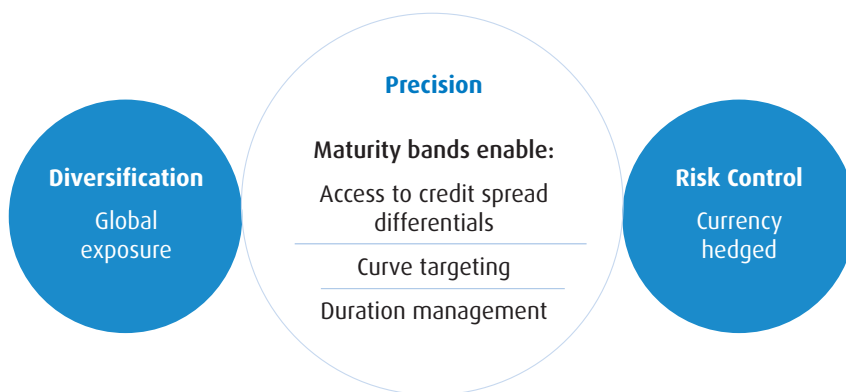 Diversification
Global
exposure
Precision
Maturity bands enable:
Access to credit spread
differentials
Curve targeting
Duration management
Risk Control
Currency
hedged